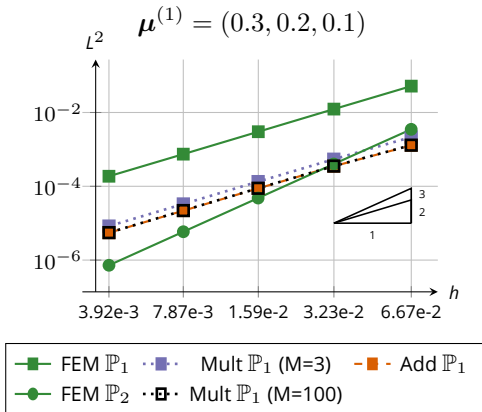 𝝁⁽¹⁾ = (0.3, 0.2, 0.1)
L²
10⁻²
10⁻⁴
10⁻⁶
3
2
1
3.92e-3 7.87e-3 1.59e-2 3.23e-2 6.67e-2 h
FEM ℙ₁ Mult ℙ₁ (M=3) Add ℙ₁
FEM ℙ₂ Mult ℙ₁ (M=100)